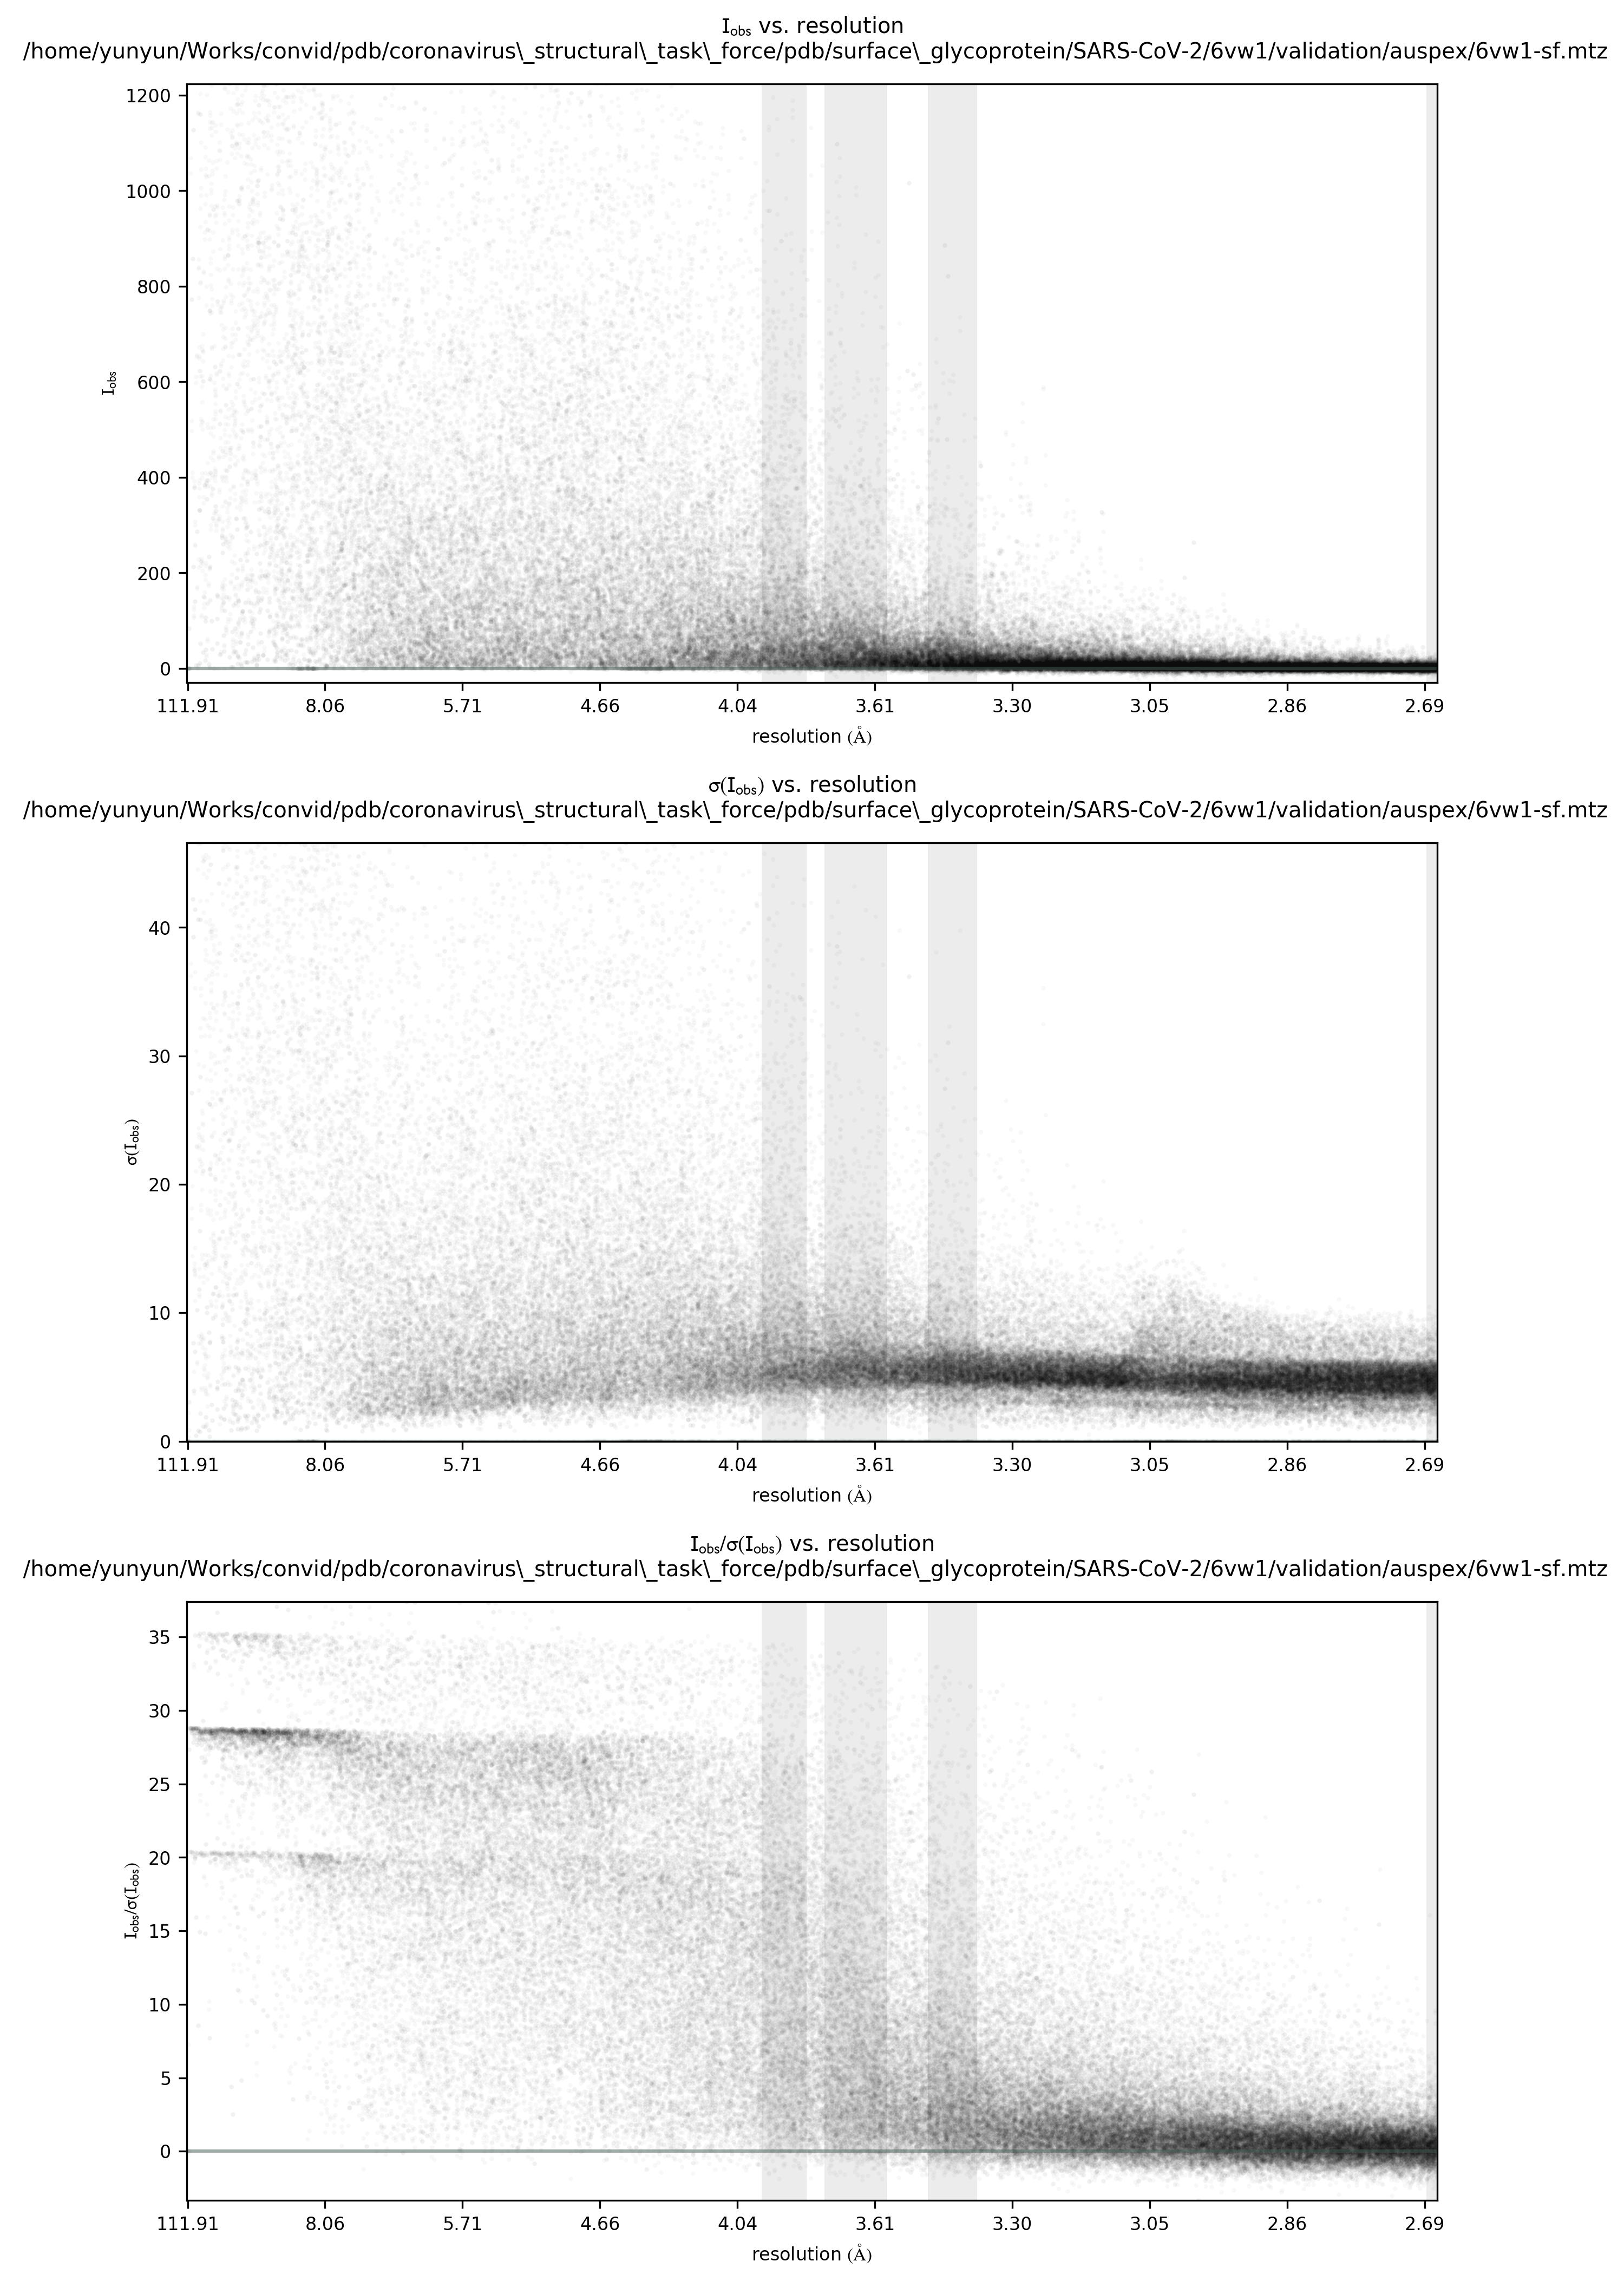 I_obs vs. resolution
/home/yunyun/Works/convid/pdb/coronavirus\_structural\_task\_force/pdb/surface\_glycoprotein/SARS-CoV-2/6vw1/validation/auspex/6vw1-sf.mtz
1200
1000
800
600
400
200
0
I_obs
111.91 8.06 5.71 4.66 4.04 3.61 3.30 3.05 2.86 2.69
resolution (Å)
σ(I_obs) vs. resolution
/home/yunyun/Works/convid/pdb/coronavirus\_structural\_task\_force/pdb/surface\_glycoprotein/SARS-CoV-2/6vw1/validation/auspex/6vw1-sf.mtz
40
30
20
10
0
σ(I_obs)
111.91 8.06 5.71 4.66 4.04 3.61 3.30 3.05 2.86 2.69
resolution (Å)
I_obs/σ(I_obs) vs. resolution
/home/yunyun/Works/convid/pdb/coronavirus\_structural\_task\_force/pdb/surface\_glycoprotein/SARS-CoV-2/6vw1/validation/auspex/6vw1-sf.mtz
35
30
25
20
15
10
5
0
I_obs/σ(I_obs)
111.91 8.06 5.71 4.66 4.04 3.61 3.30 3.05 2.86 2.69
resolution (Å)